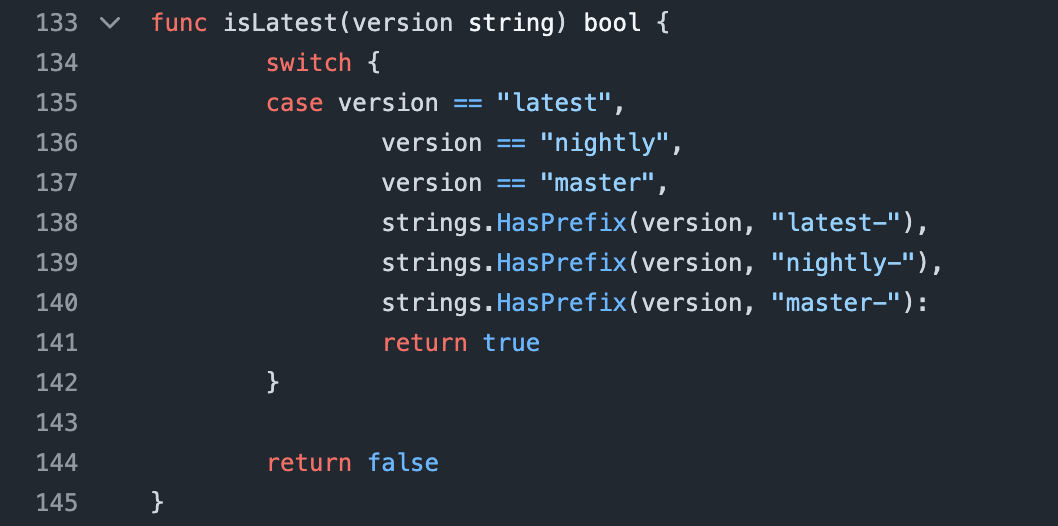 133 func isLatest(version string) bool {
134 switch {
135 case version == "latest",
136 version == "nightly",
137 version == "master",
138 strings.HasPrefix(version, "latest-"),
139 strings.HasPrefix(version, "nightly-"),
140 strings.HasPrefix(version, "master-"):
141 return true
142 }
143
144 return false
145 }